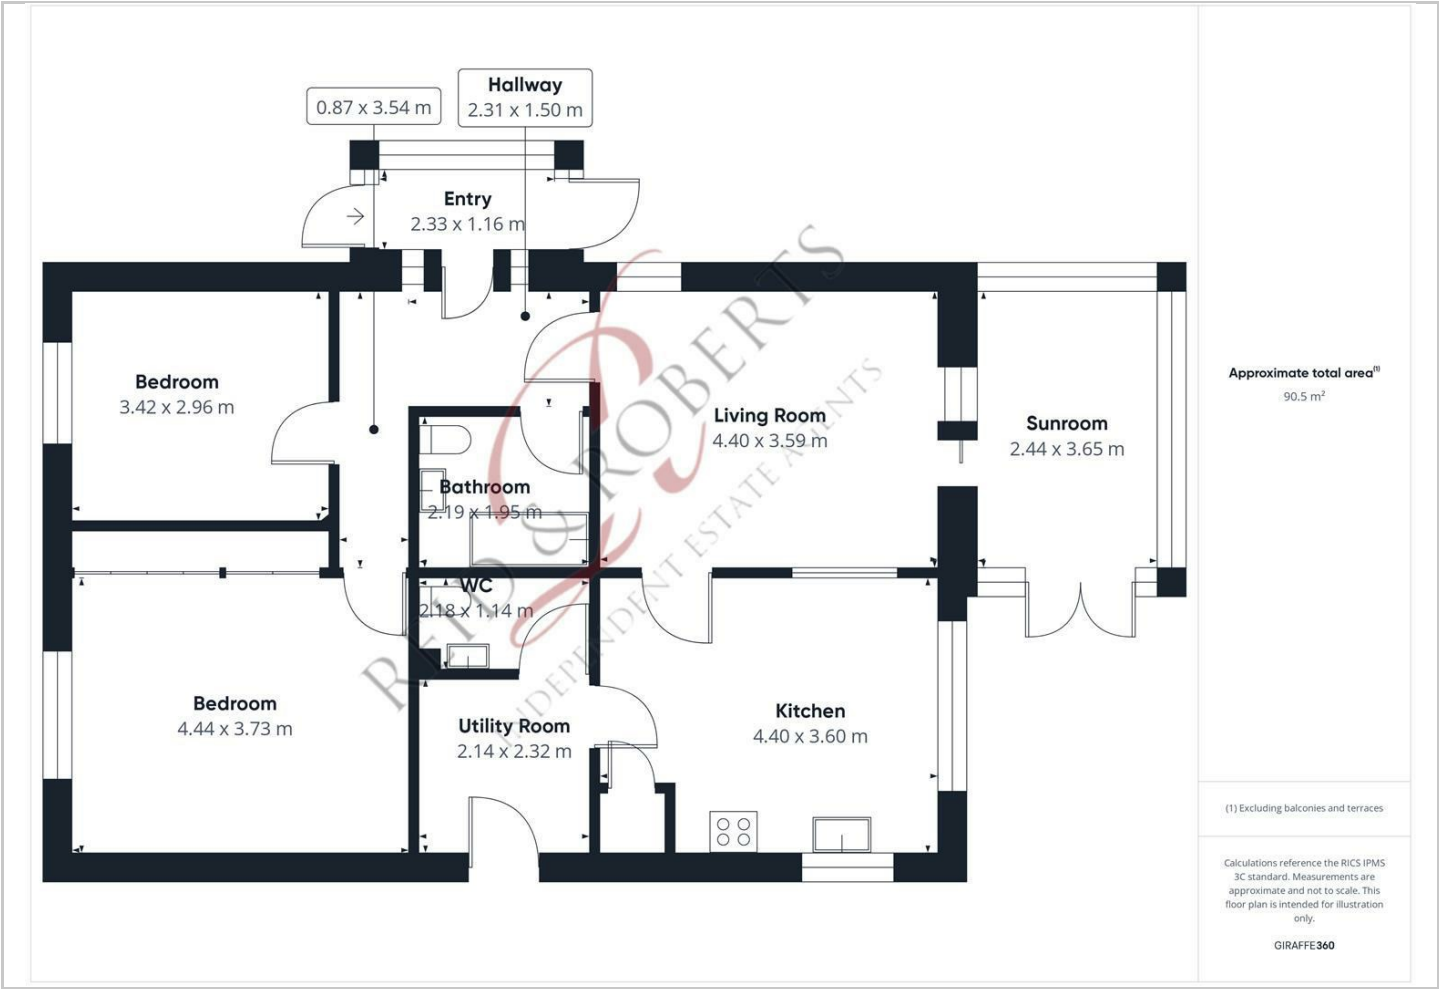 0.87 x 3.54 m
Hallway
2.31 x 1.50 m
Entry
2.33 x 1.16 m
Bedroom
3.42 x 2.96 m
Living Room
4.40 x 3.59 m
Sunroom
2.44 x 3.65 m
Bathroom
2.19 x 1.95 m
WC
2.18 x 1.14 m
Bedroom
4.44 x 3.73 m
Utility Room
2.14 x 2.32 m
Kitchen
4.40 x 3.60 m
REID & ROBERTS
INDEPENDENT ESTATE AGENTS
Approximate total area(1)
90.5 m²
(1) Excluding balconies and terraces
Calculations reference the RICS IPMS
3C standard. Measurements are
approximate and not to scale. This
floor plan is intended for illustration
only.
GIRAFFE360